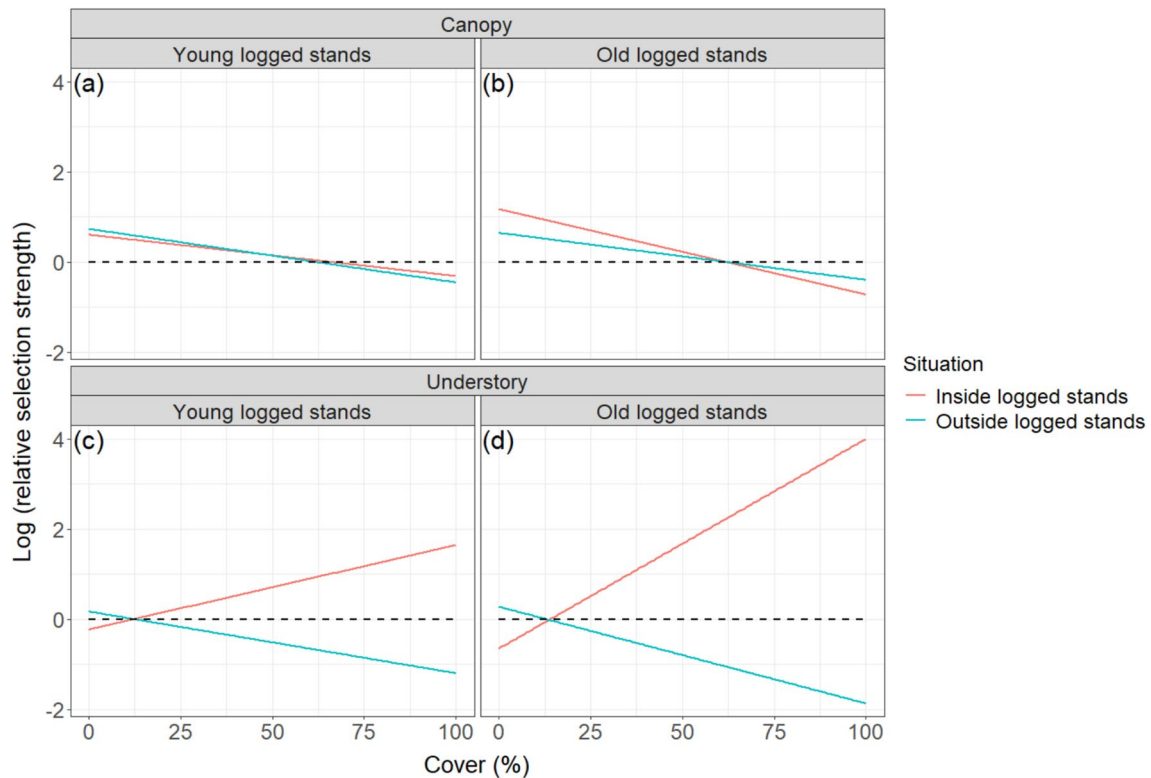 Canopy
Young logged stands
Old logged stands
(a)
(b)
4
2
0
-2
Understory
Young logged stands
Old logged stands
(c)
(d)
4
2
0
-2
0 25 50 75 100
0 25 50 75 100
Cover (%)
Log (relative selection strength)
Situation
Inside logged stands
Outside logged stands